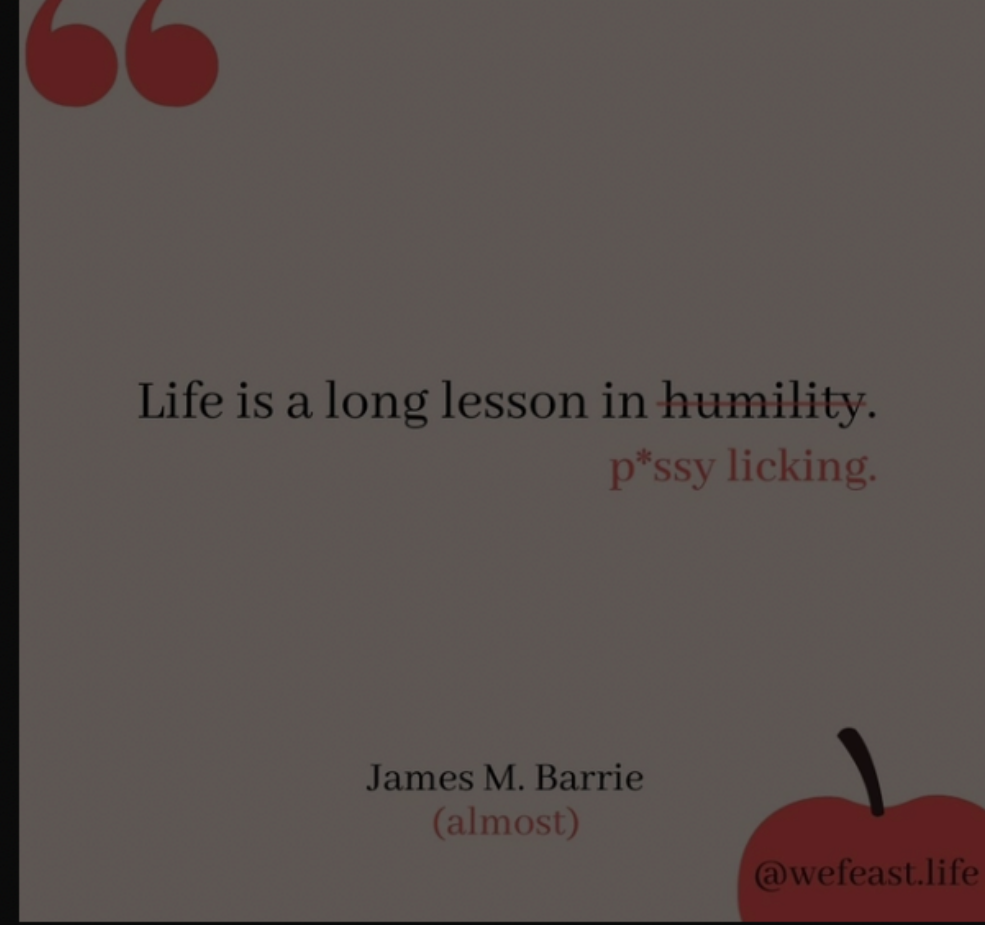 “
Life is a long lesson in humility.
p*ssy licking.
James M. Barrie
(almost)
@wefeast.life